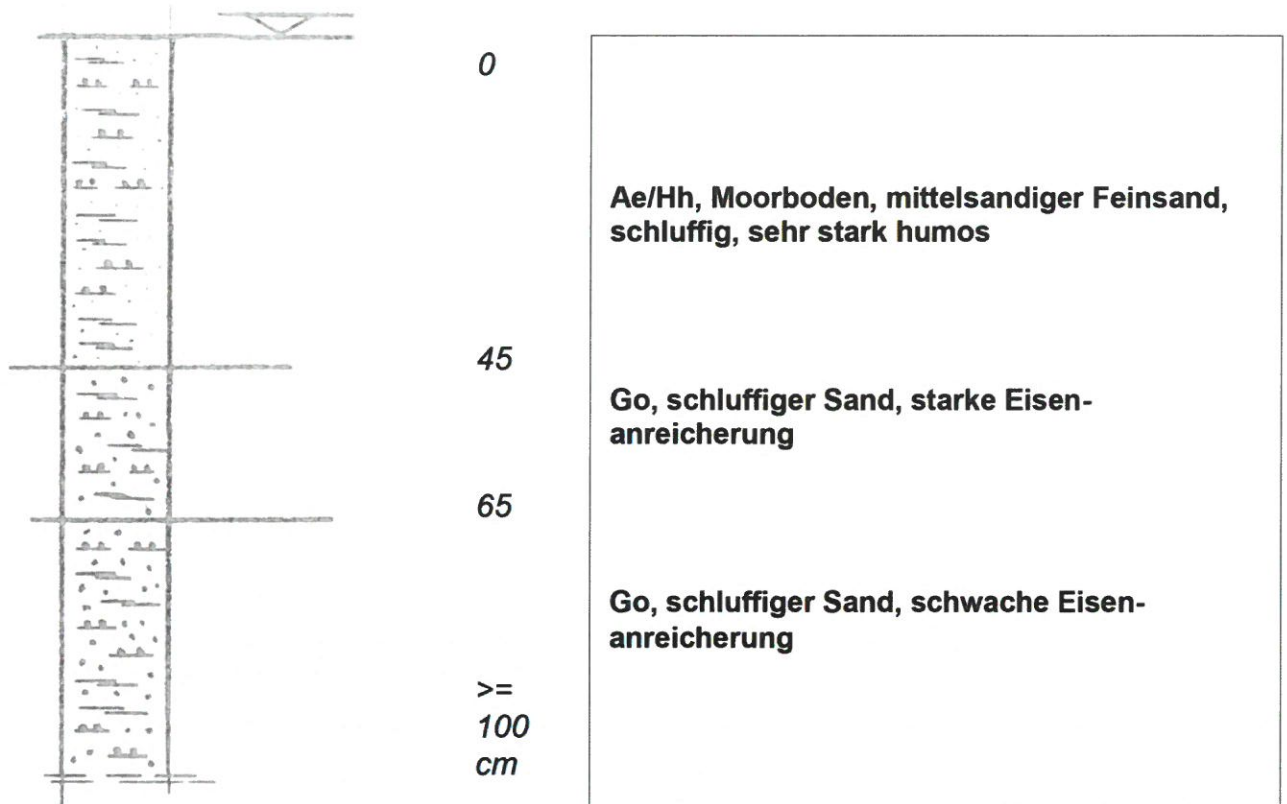 0
Ae/Hh, Moorboden, mittelsandiger Feinsand,
schluffig, sehr stark humos
45
Go, schluffiger Sand, starke Eisen-
anreicherung
65
Go, schluffiger Sand, schwache Eisen-
anreicherung
>=
100
cm